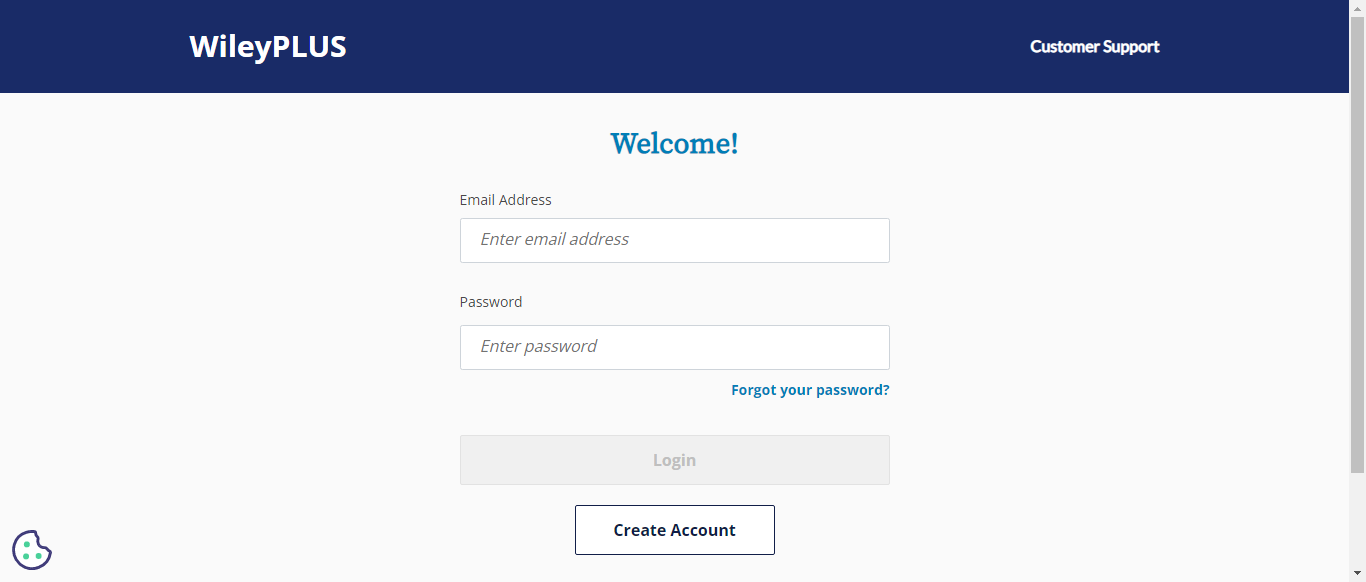 WileyPLUS
Customer Support
Welcome!
Email Address
Enter email address
Password
Enter password
Forgot your password?
Login
Create Account